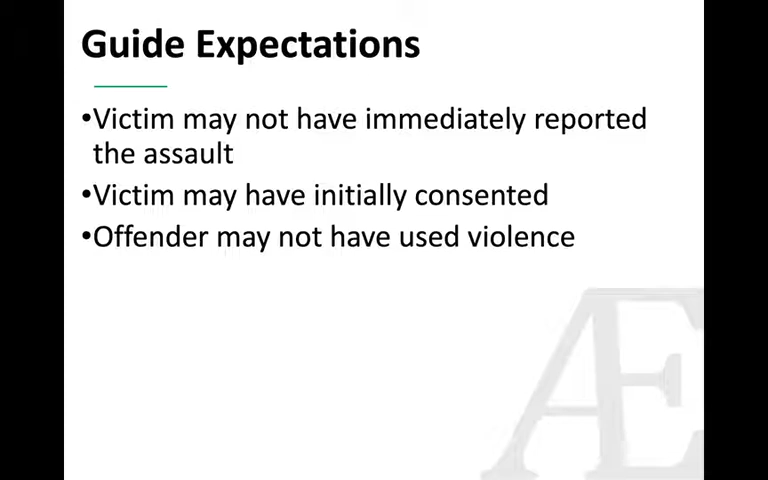 Guide Expectations
•Victim may not have immediately reported
the assault
•Victim may have initially consented
•Offender may not have used violence
Æ